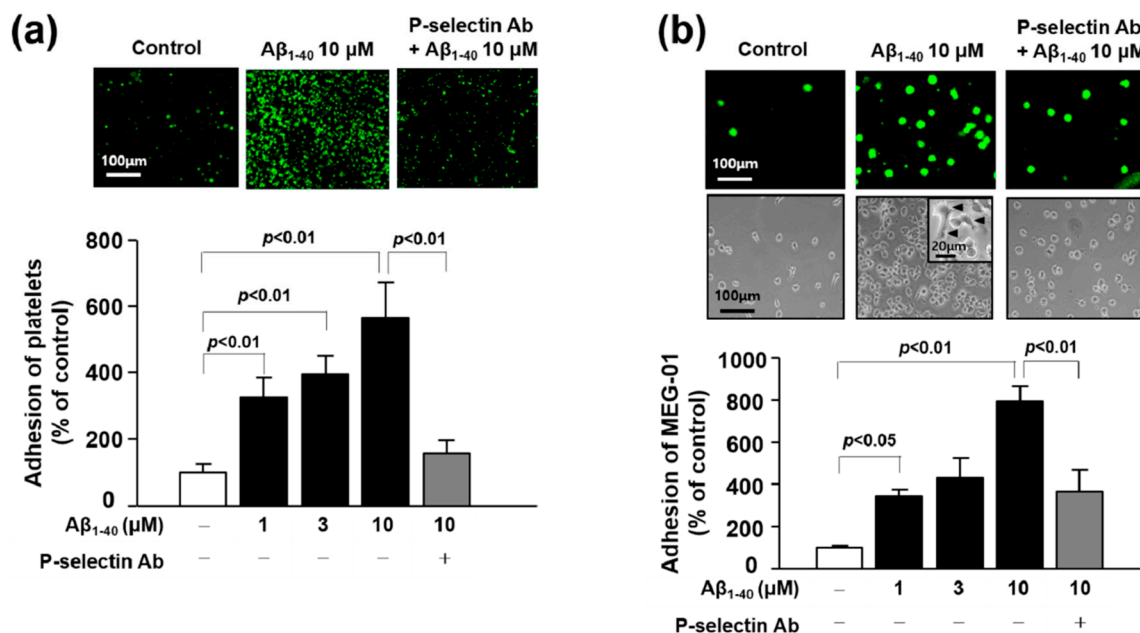 (a)
Control
Aβ1-40 10 μM
P-selectin Ab
+ Aβ1-40 10 μM
100μm
Adhesion of platelets
(% of control)
800
600
400
200
0
p<0.01
p<0.01
p<0.01
p<0.01
Aβ1-40 (μM)
– 1 3 10 10
P-selectin Ab
– – – – +
(b)
Control
Aβ1-40 10 μM
P-selectin Ab
+ Aβ1-40 10 μM
100μm
20μm
100μm
Adhesion of MEG-01
(% of control)
1000
800
600
400
200
0
p<0.01
p<0.01
p<0.05
Aβ1-40 (μM)
– 1 3 10 10
P-selectin Ab
– – – – +